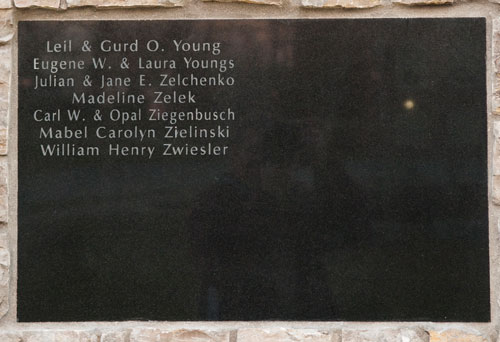 Leil & Gurd O. Young
Eugene W. & Laura Youngs
Julian & Jane E. Zelchenko
Madeline Zelek
Carl W. & Opal Ziegenbusch
Mabel Carolyn Zielinski
William Henry Zwiesler